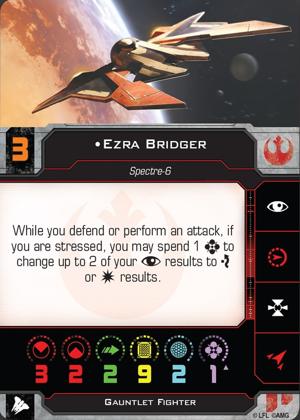 3
•Ezra Bridger
Spectre-6
While you defend or perform an attack, if
you are stressed, you may spend 1 to
change up to 2 of your results to
or results.
3 2 2 9 2 1
Gauntlet Fighter
© LFL ©AMG